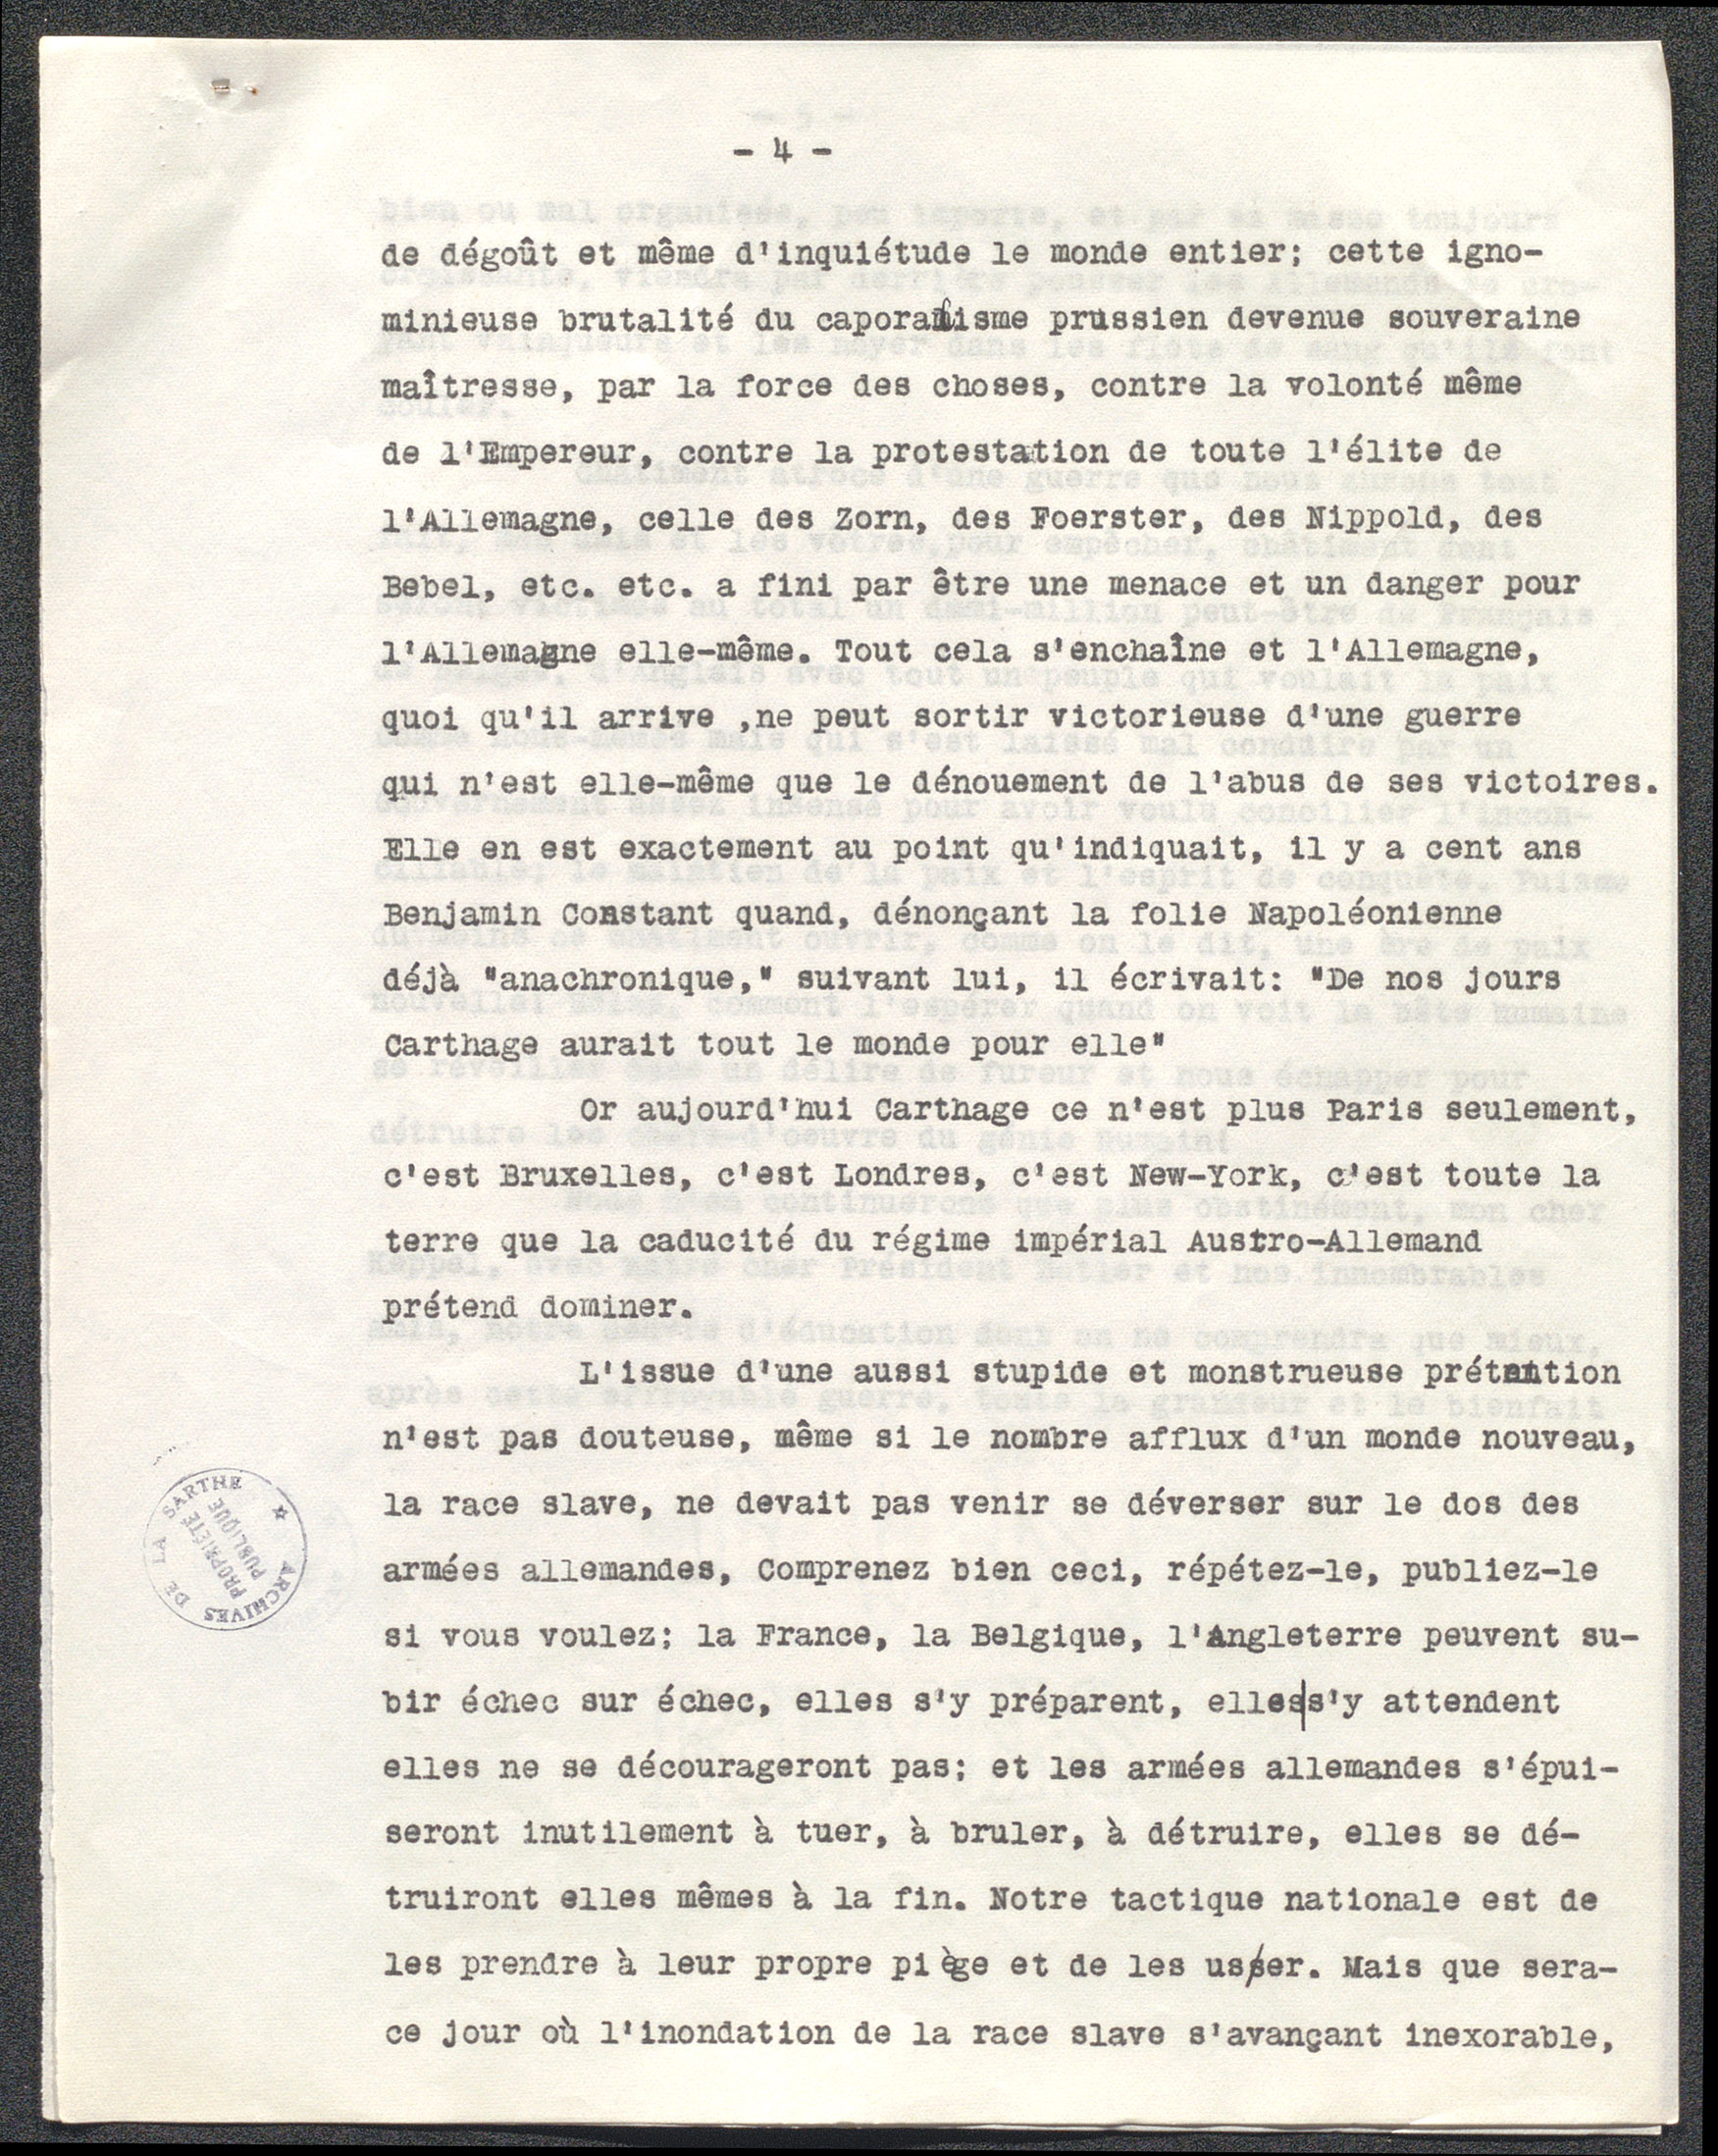 - 4 -
de dégoût et même d'inquiétude le monde entier; cette igno-
minieuse brutalité du caporalisme prussien devenue souveraine
maîtresse, par la force des choses, contre la volonté même
de l'Empereur, contre la protestation de toute l'élite de
l'Allemagne, celle des Zorn, des Foerster, des Nippold, des
Bebel, etc. etc. a fini par être une menace et un danger pour
l'Allemagne elle-même. Tout cela s'enchaîne et l'Allemagne,
quoi qu'il arrive ,ne peut sortir victorieuse d'une guerre
qui n'est elle-même que le dénouement de l'abus de ses victoires.
Elle en est exactement au point qu'indiquait, il y a cent ans
Benjamin Constant quand, dénonçant la folie Napoléonienne
déjà "anachronique," suivant lui, il écrivait: "De nos jours
Carthage aurait tout le monde pour elle"
Or aujourd'hui Carthage ce n'est plus Paris seulement,
c'est Bruxelles, c'est Londres, c'est New-York, c'est toute la
terre que la caducité du régime impérial Austro-Allemand
prétend dominer.
L'issue d'une aussi stupide et monstrueuse prétention
n'est pas douteuse, même si le nombre afflux d'un monde nouveau,
la race slave, ne devait pas venir se déverser sur le dos des
armées allemandes, Comprenez bien ceci, répétez-le, publiez-le
si vous voulez; la France, la Belgique, l'Angleterre peuvent su-
bir échec sur échec, elles s'y préparent, elles|s'y attendent
elles ne se décourageront pas; et les armées allemandes s'épui-
seront inutilement à tuer, à bruler, à détruire, elles se dé-
truiront elles mêmes à la fin. Notre tactique nationale est de
les prendre à leur propre piège et de les user. Mais que sera-
ce jour où l'inondation de la race slave s'avançant inexorable,
ARCHIVES DE LA SARTHE
PROPRIÉTÉ
PUBLIQUE